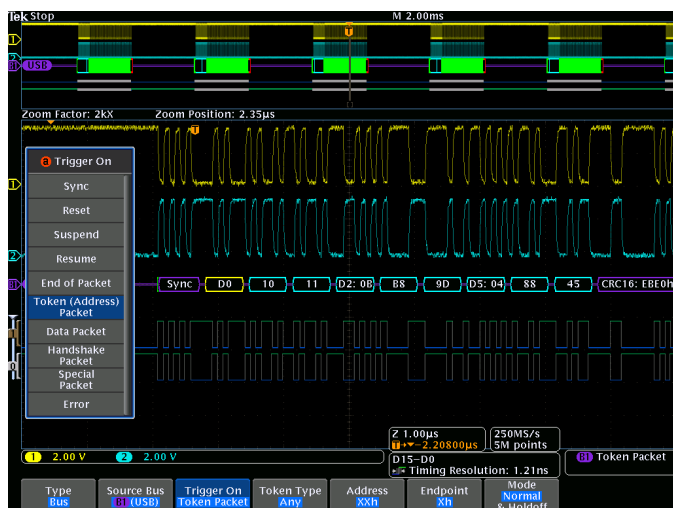 Tek Stop
M 2.00ms
T
1
2
B1 USB
Zoom Factor: 2kX
Zoom Position: 2.35µs
T
a Trigger On
Sync
Reset
Suspend
Resume
End of Packet
Token (Address)
Packet
Data Packet
Handshake
Packet
Special
Packet
Error
1
2
B1
Sync
D0
10
11
D2: 0B
B8
9D
D5: 04
88
45
CRC16: EBE0h
Z 1.00µs
T→▼-2.20800µs
250MS/s
5M points
1 2.00 V
2 2.00 V
D15-D0
Timing Resolution: 1.21ns
B1 Token Packet
Type
Bus
Source Bus
B1 (USB)
Trigger On
Token Packet
Token Type
Any
Address
XXh
Endpoint
Xh
Mode
Normal
& Holdoff